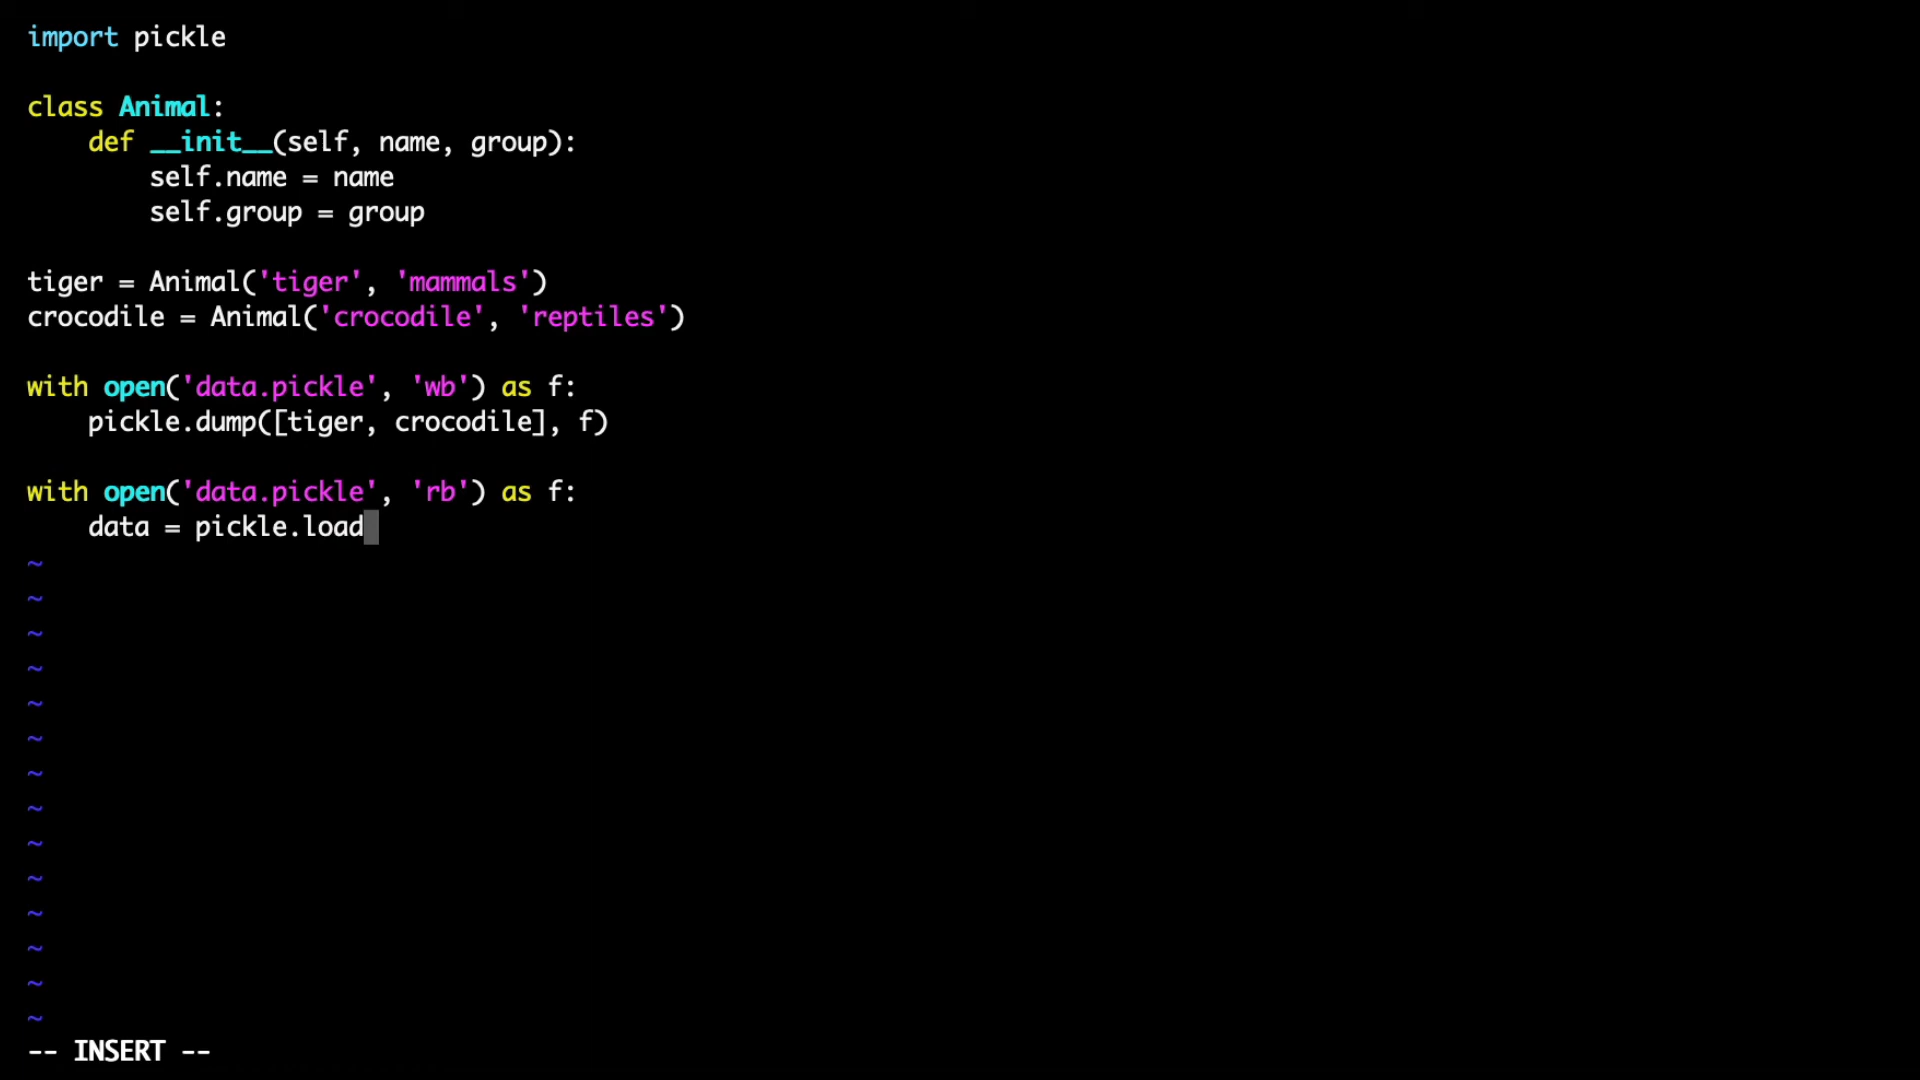 import pickle
class Animal:
    def __init__(self, name, group):
        self.name = name
        self.group = group
tiger = Animal('tiger', 'mammals')
crocodile = Animal('crocodile', 'reptiles')
with open('data.pickle', 'wb') as f:
    pickle.dump([tiger, crocodile], f)
with open('data.pickle', 'rb') as f:
    data = pickle.load
~
~
~
~
~
~
~
~
~
~
~
~
~
~
-- INSERT --